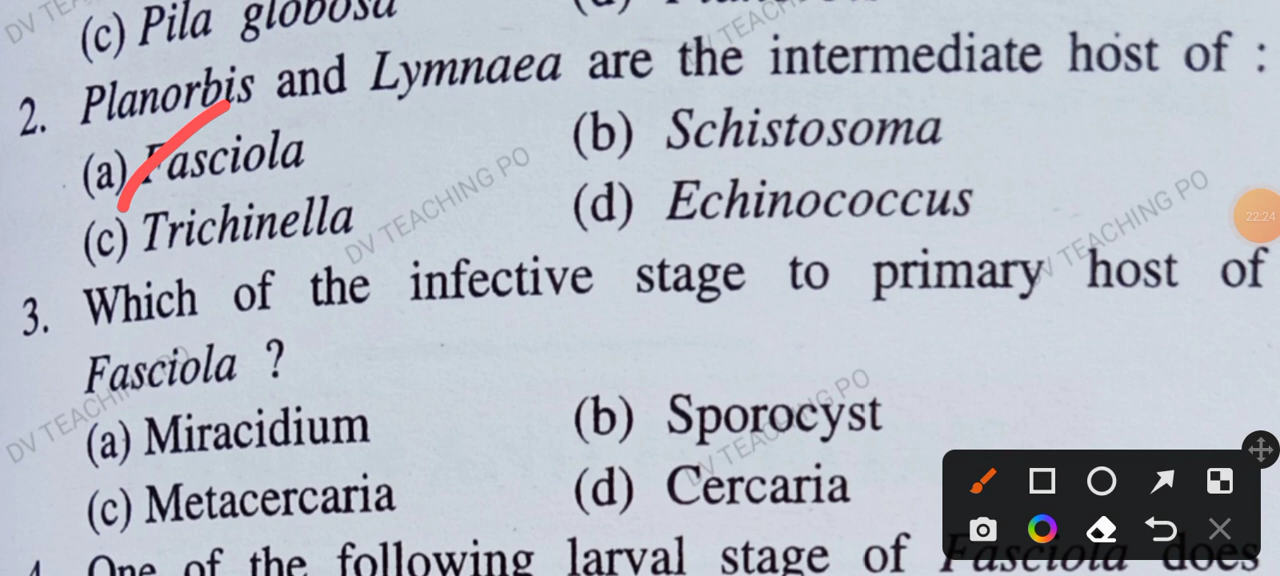 (c) Pila globosa
2. Planorbis and Lymnaea are the intermediate host of :
(a) Fasciola (b) Schistosoma
(c) Trichinella (d) Echinococcus
3. Which of the infective stage to primary host of
Fasciola ?
(a) Miracidium (b) Sporocyst
(c) Metacercaria (d) Cercaria
One of the following larval stage of Fasciola does
22:24
DV TEACHING PO
DV TEACHING PO
DV TEACHING PO